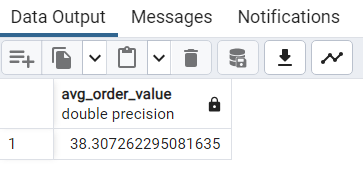 Data Output Messages Notifications
avg_order_value
double precision
1 38.307262295081635